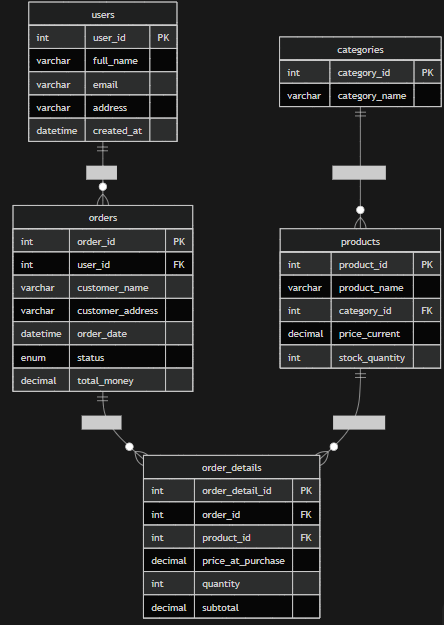 users
int user_id PK
varchar full_name
varchar email
varchar address
datetime created_at
categories
int category_id PK
varchar category_name
orders
int order_id PK
int user_id FK
varchar customer_name
varchar customer_address
datetime order_date
enum status
decimal total_money
products
int product_id PK
varchar product_name
int category_id FK
decimal price_current
int stock_quantity
order_details
int order_detail_id PK
int order_id FK
int product_id FK
decimal price_at_purchase
int quantity
decimal subtotal